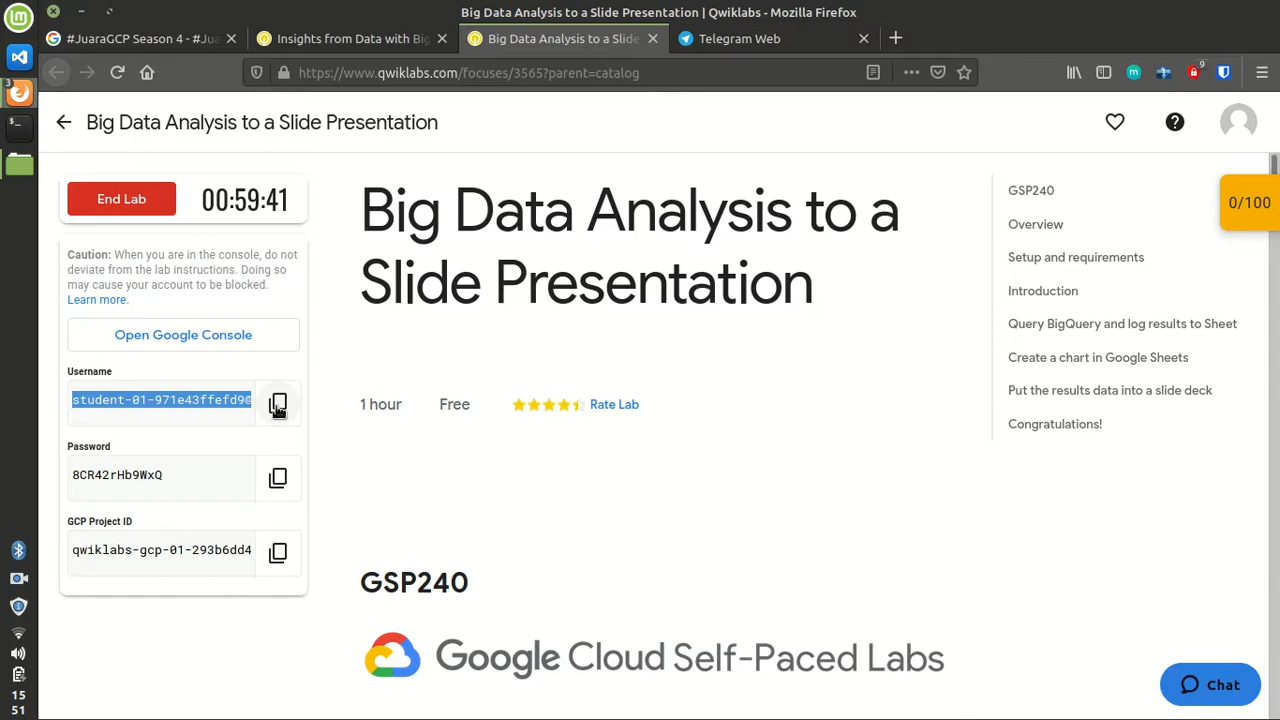 Big Data Analysis to a Slide Presentation | Qwiklabs - Mozilla Firefox
#JuaraGCP Season 4 - #Jua
Insights from Data with Big
Big Data Analysis to a Slide
Telegram Web
https://www.qwiklabs.com/focuses/3565?parent=catalog
9
3
Big Data Analysis to a Slide Presentation
End Lab
00:59:41
Caution: When you are in the console, do not
deviate from the lab instructions. Doing so
may cause your account to be blocked.
Learn more.
Open Google Console
Username
student-01-971e43ffefd9@
Password
8CR42rHb9WxQ
GCP Project ID
qwiklabs-gcp-01-293b6dd4
Big Data Analysis to a
Slide Presentation
1 hour
Free
Rate Lab
GSP240
Google Cloud Self-Paced Labs
GSP240
Overview
Setup and requirements
Introduction
Query BigQuery and log results to Sheet
Create a chart in Google Sheets
Put the results data into a slide deck
Congratulations!
0/100
Chat
15
51